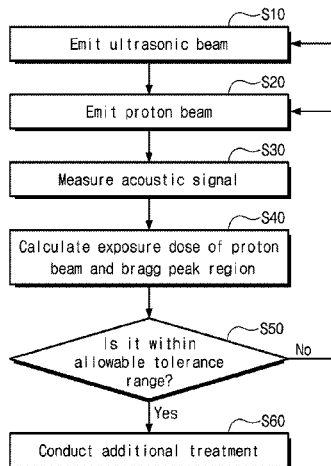 S10
Emit ultrasonic beam
S20
Emit proton beam
S30
Measure acoustic signal
S40
Calculate exposure dose of proton
beam and bragg peak region
S50
Is it within
allowable tolerance
range?
No
Yes
S60
Conduct additional treatment